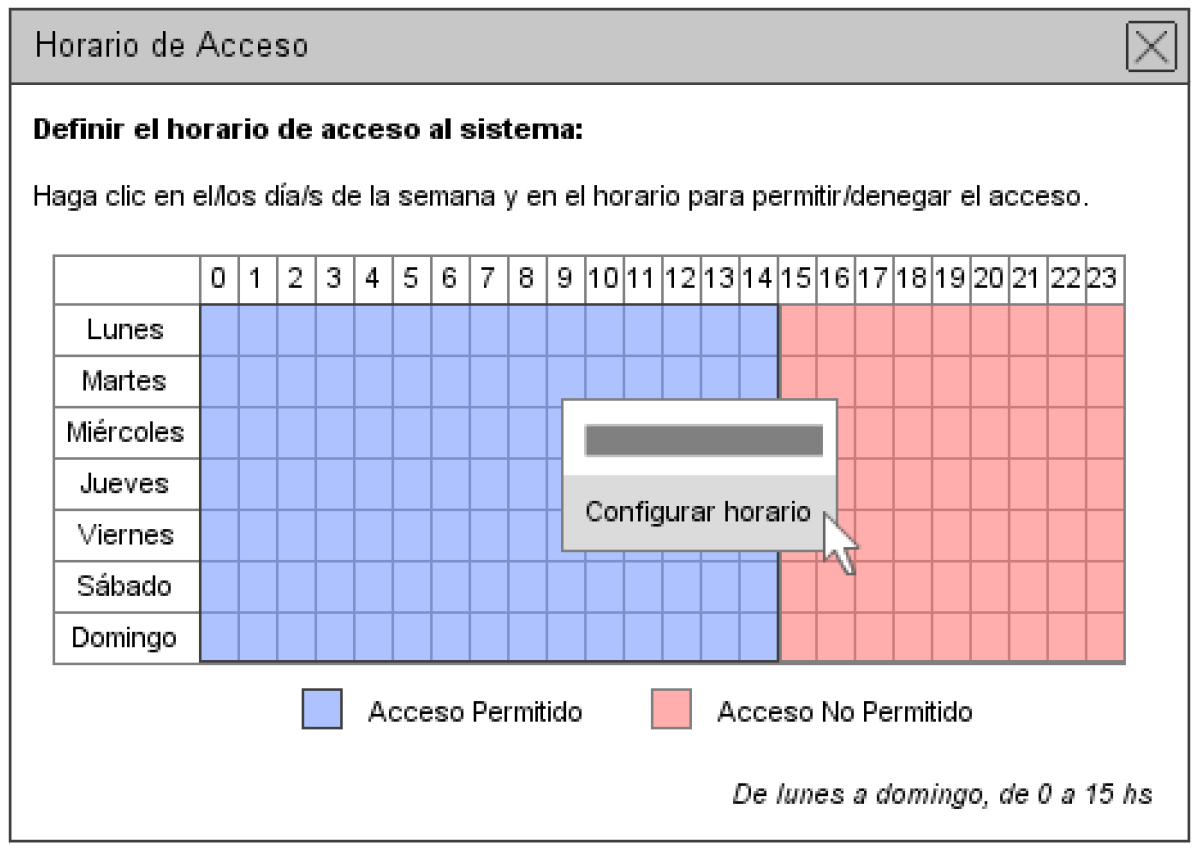 Horario de Acceso
Definir el horario de acceso al sistema:
Haga clic en el/los día/s de la semana y en el horario para permitir/denegar el acceso.
0 1 2 3 4 5 6 7 8 9 10 11 12 13 14 15 16 17 18 19 20 21 22 23
Lunes
Martes
Miércoles
Jueves
Configurar horario
Viernes
Sábado
Domingo
Acceso Permitido Acceso No Permitido
De lunes a domingo, de 0 a 15 hs